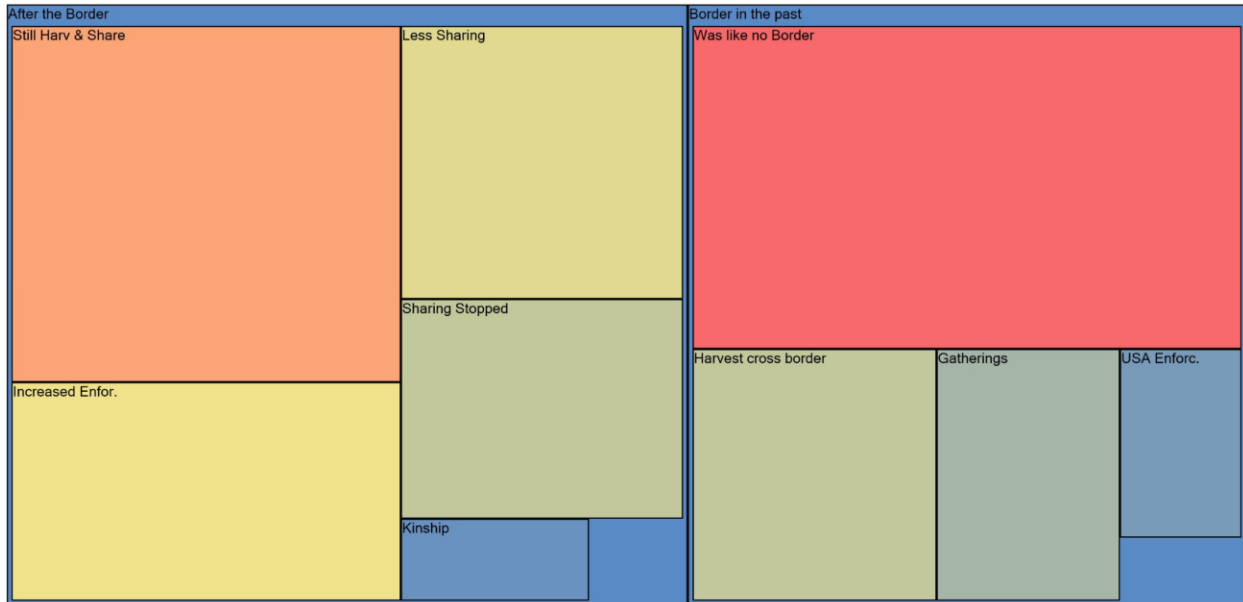 After the Border
Still Harv & Share
Less Sharing
Sharing Stopped
Increased Enfor.
Kinship
Border in the past
Was like no Border
Harvest cross border
Gatherings
USA Enforc.